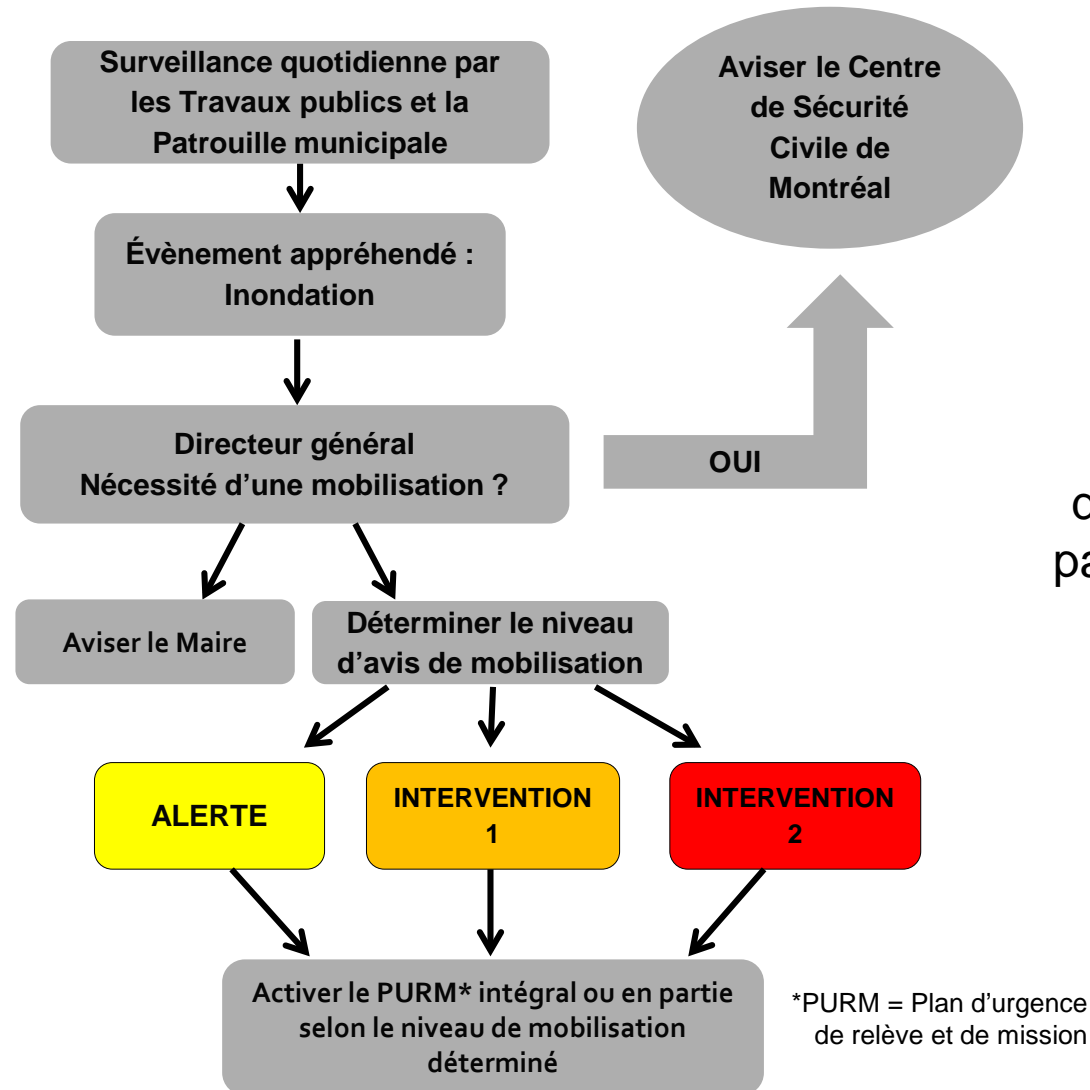 Surveillance quotidienne par
les Travaux publics et la
Patrouille municipale
Aviser le Centre
de Sécurité
Civile de
Montréal
Évènement appréhendé :
Inondation
Directeur général
Nécessité d’une mobilisation ?
OUI
Aviser le Maire
Déterminer le niveau
d’avis de mobilisation
ALERTE
INTERVENTION
1
INTERVENTION
2
Activer le PURM* intégral ou en partie
selon le niveau de mobilisation
déterminé
*PURM = Plan d’urgence
de relève et de mission